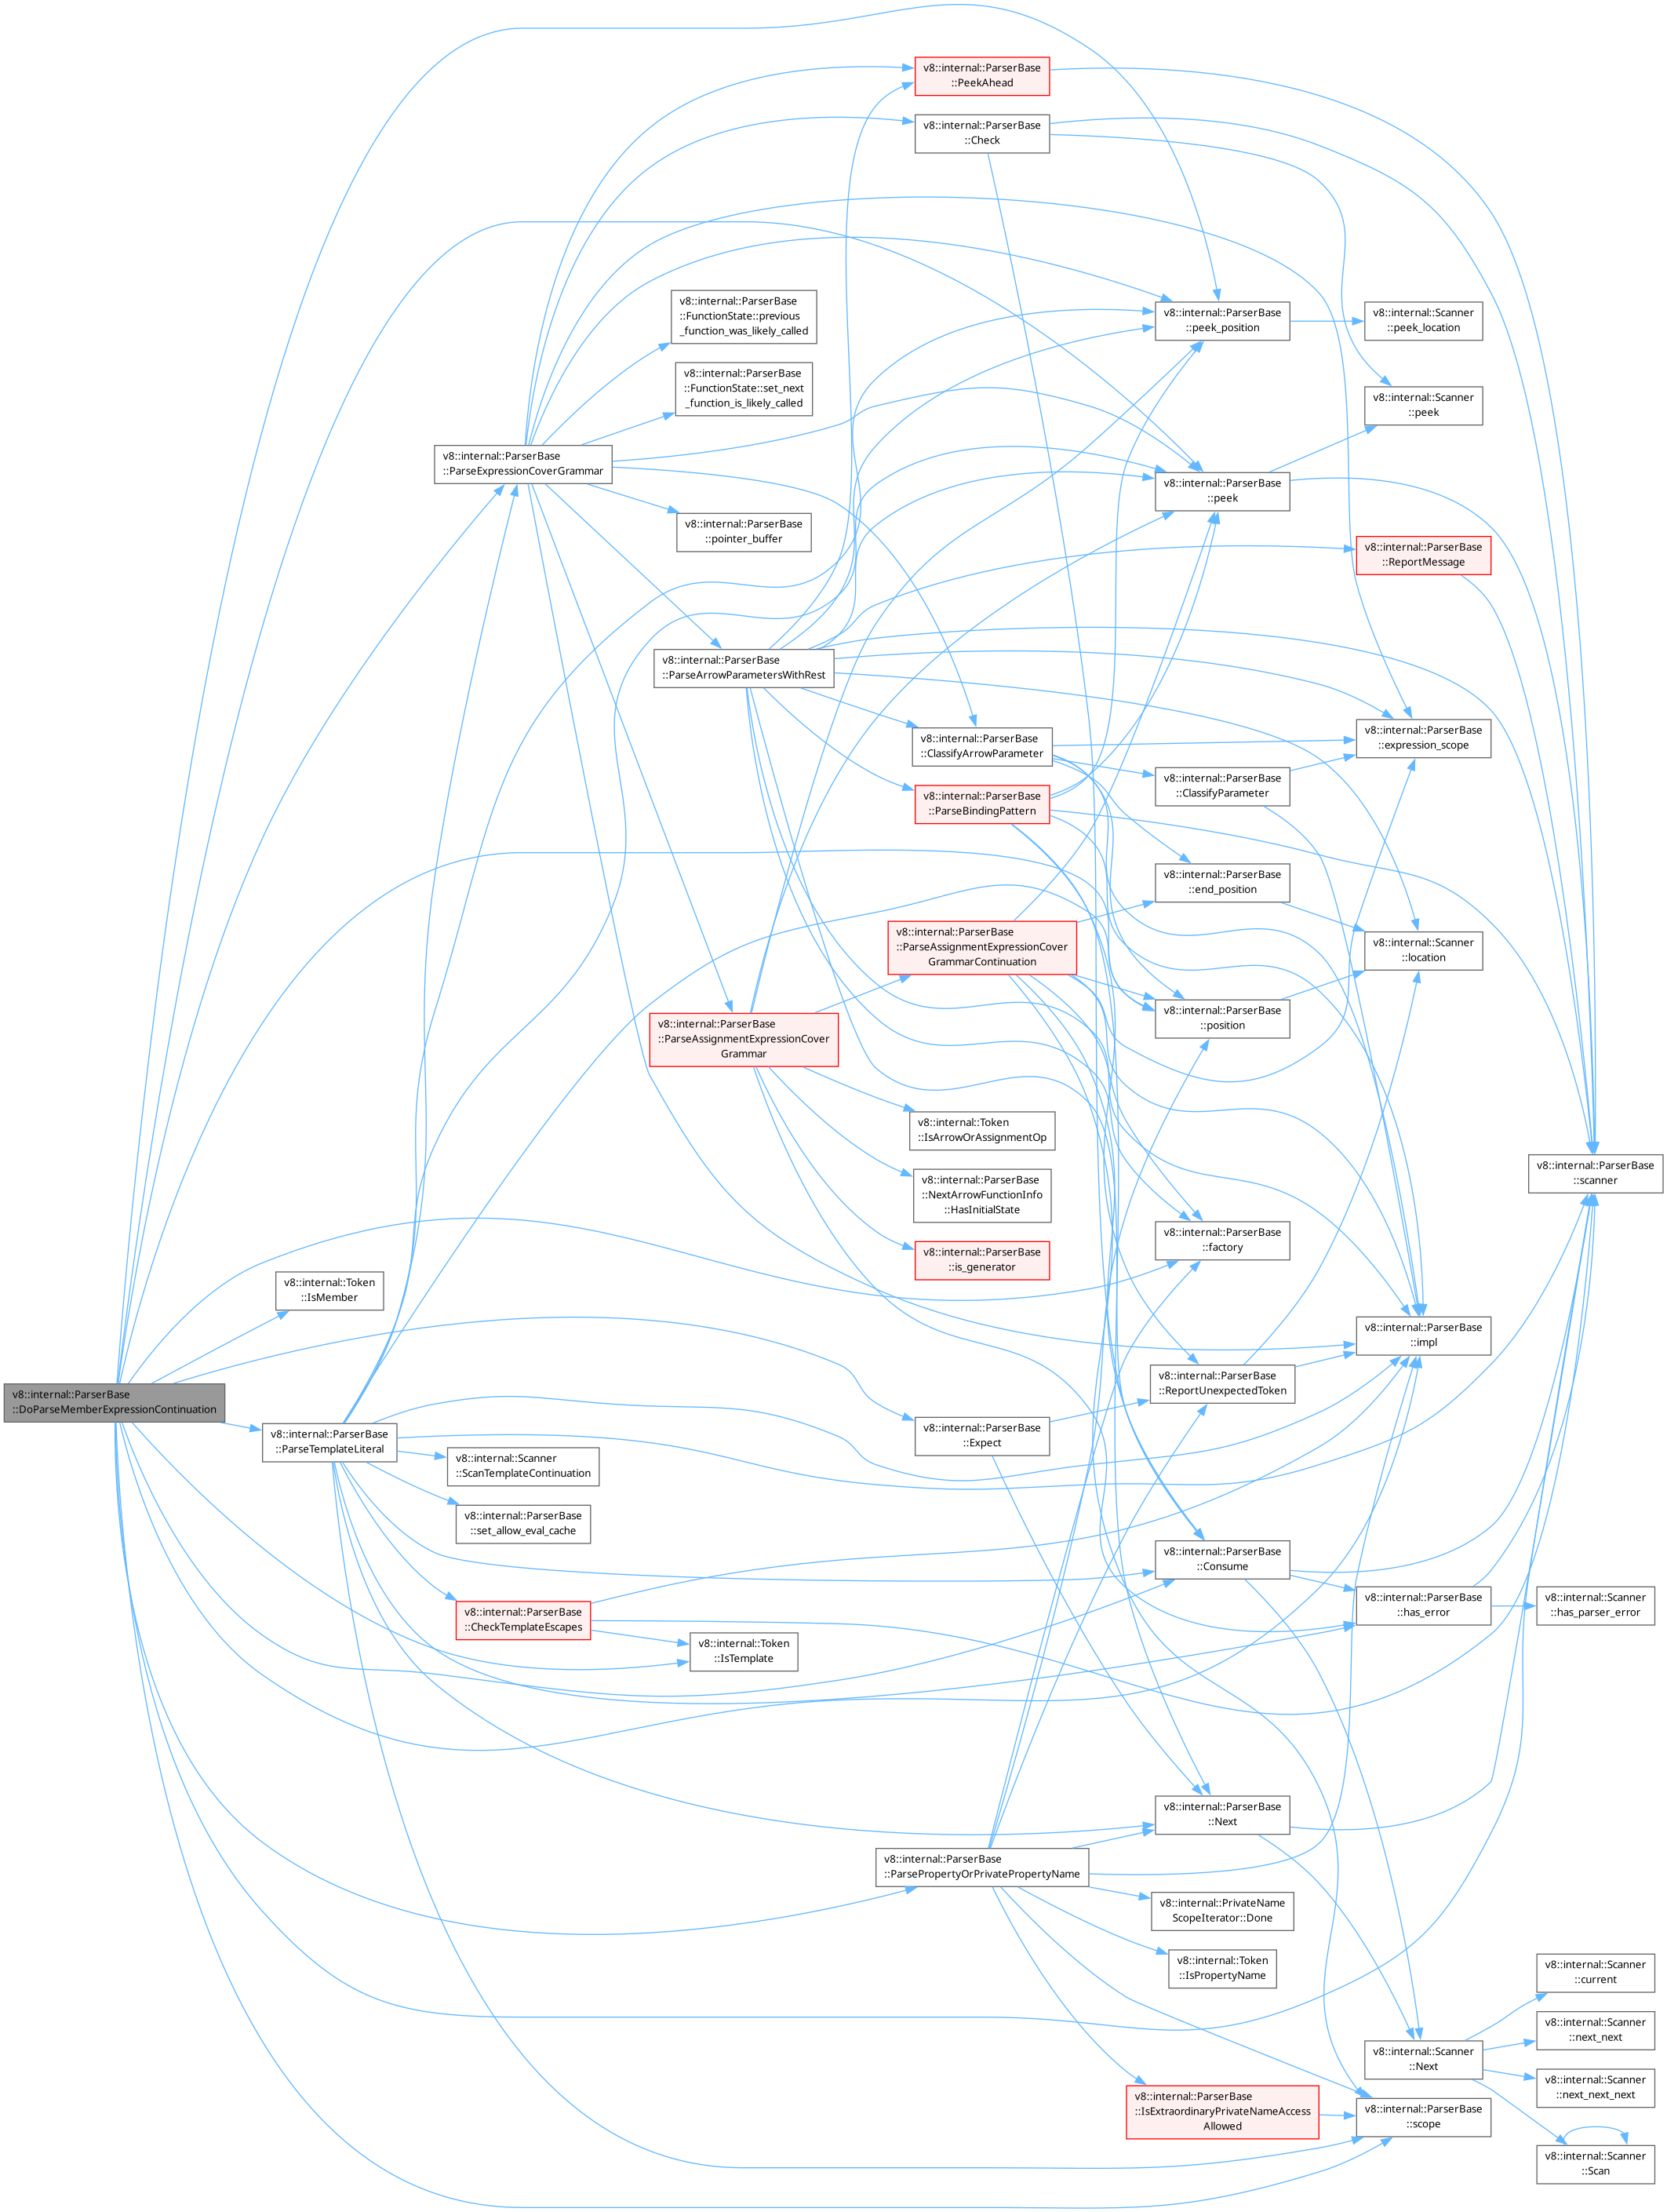 v8::internal::ParserBase
::PeekAhead
v8::internal::ParserBase
::Check
v8::internal::ParserBase
::FunctionState::previous
_function_was_likely_called
v8::internal::ParserBase
::peek_position
v8::internal::Scanner
::peek_location
v8::internal::ParserBase
::FunctionState::set_next
_function_is_likely_called
v8::internal::Scanner
::peek
v8::internal::ParserBase
::ParseExpressionCoverGrammar
v8::internal::ParserBase
::peek
v8::internal::ParserBase
::pointer_buffer
v8::internal::ParserBase
::ReportMessage
v8::internal::ParserBase
::ParseArrowParametersWithRest
v8::internal::ParserBase
::expression_scope
v8::internal::ParserBase
::ClassifyArrowParameter
v8::internal::ParserBase
::ClassifyParameter
v8::internal::ParserBase
::ParseBindingPattern
v8::internal::ParserBase
::end_position
v8::internal::ParserBase
::ParseAssignmentExpressionCover
GrammarContinuation
v8::internal::Scanner
::location
v8::internal::ParserBase
::position
v8::internal::ParserBase
::ParseAssignmentExpressionCover
Grammar
v8::internal::Token
::IsArrowOrAssignmentOp
v8::internal::ParserBase
::scanner
v8::internal::ParserBase
::NextArrowFunctionInfo
::HasInitialState
v8::internal::ParserBase
::factory
v8::internal::ParserBase
::is_generator
v8::internal::Token
::IsMember
v8::internal::ParserBase
::impl
v8::internal::ParserBase
::ReportUnexpectedToken
v8::internal::ParserBase
::DoParseMemberExpressionContinuation
v8::internal::ParserBase
::ParseTemplateLiteral
v8::internal::ParserBase
::Expect
v8::internal::Scanner
::ScanTemplateContinuation
v8::internal::ParserBase
::set_allow_eval_cache
v8::internal::ParserBase
::Consume
v8::internal::ParserBase
::has_error
v8::internal::Scanner
::has_parser_error
v8::internal::ParserBase
::CheckTemplateEscapes
v8::internal::Token
::IsTemplate
v8::internal::ParserBase
::Next
v8::internal::ParserBase
::ParsePropertyOrPrivatePropertyName
v8::internal::PrivateName
ScopeIterator::Done
v8::internal::Token
::IsPropertyName
v8::internal::Scanner
::current
v8::internal::Scanner
::next_next
v8::internal::Scanner
::Next
v8::internal::Scanner
::next_next_next
v8::internal::ParserBase
::IsExtraordinaryPrivateNameAccess
Allowed
v8::internal::ParserBase
::scope
v8::internal::Scanner
::Scan